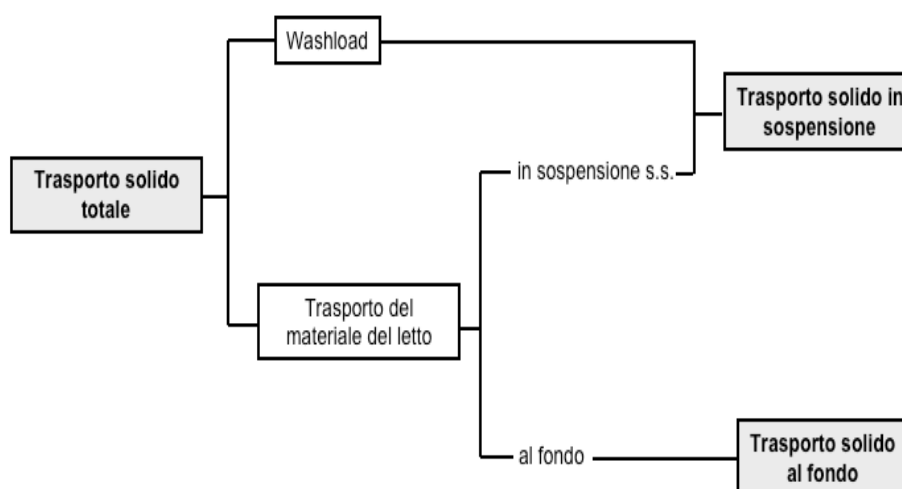 Washload
Trasporto solido in
sospensione
in sospensione s.s.
Trasporto solido
totale
Trasporto del
materiale del letto
al fondo
Trasporto solido
al fondo